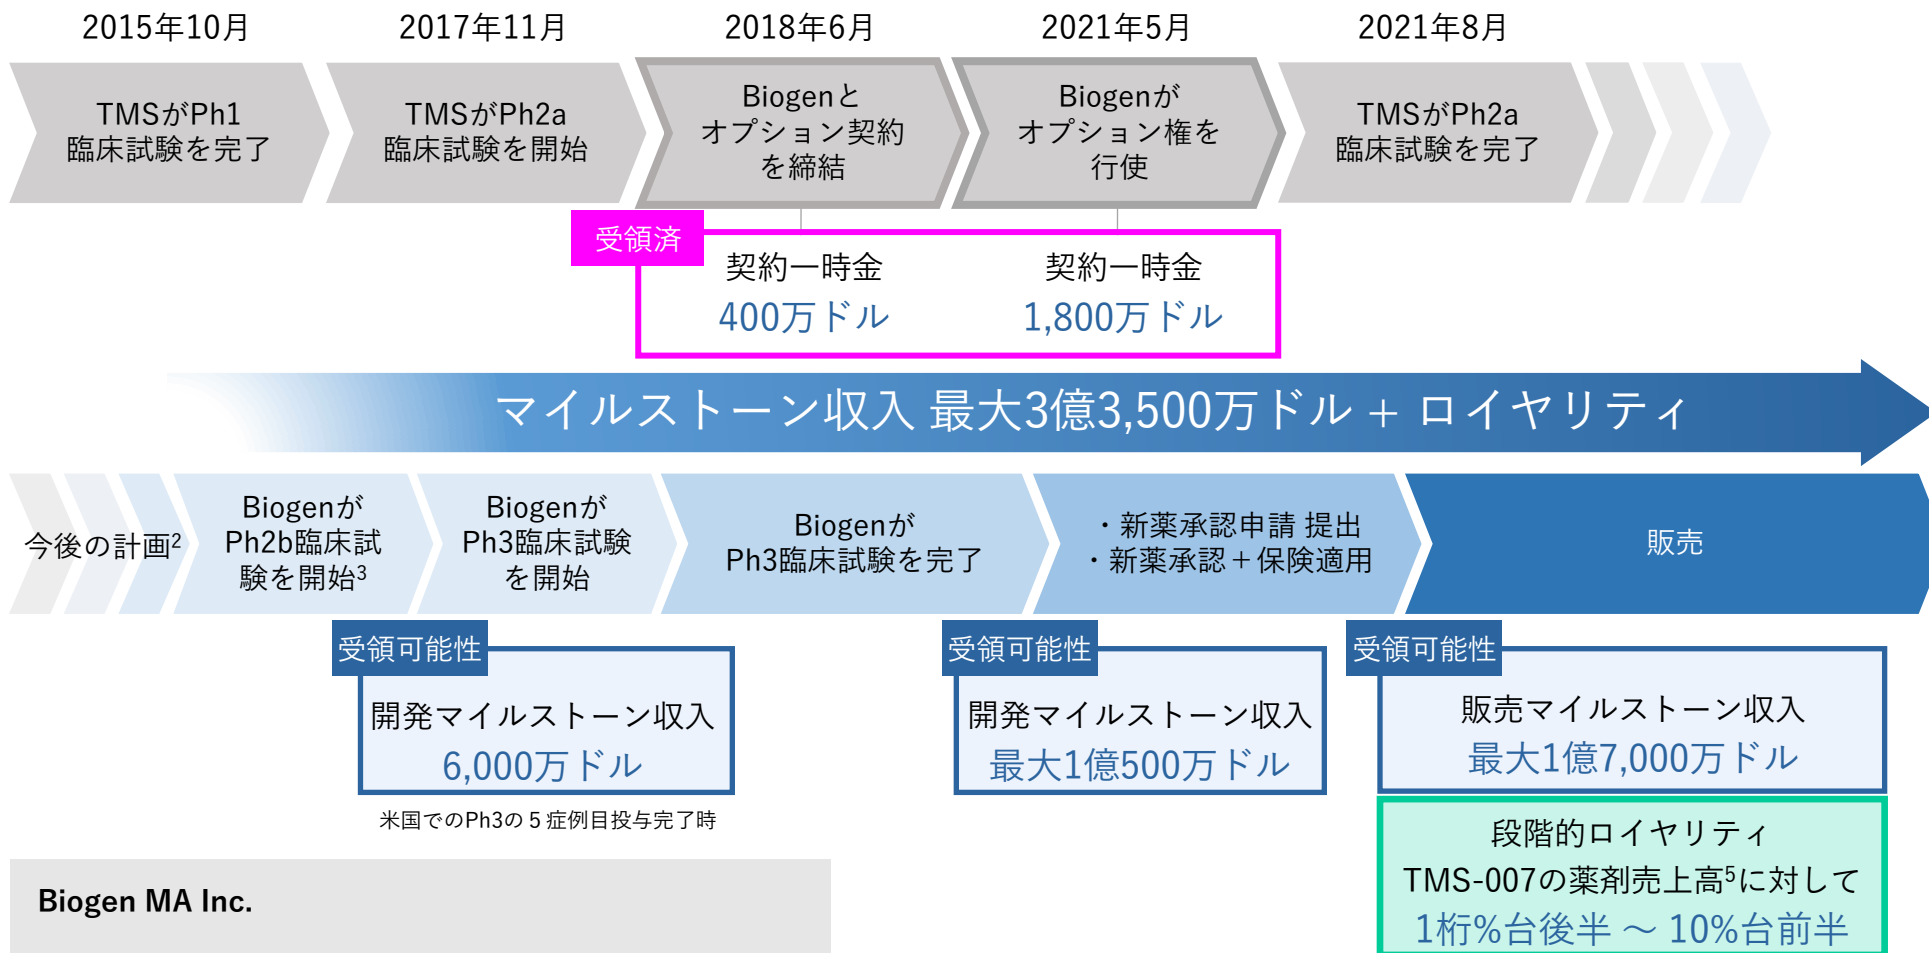 2015年10月
2017年11月
2018年6月
2021年5月
2021年8月
TMSがPh1
臨床試験を完了
TMSがPh2a
臨床試験を開始
Biogenと
オプション契約
を締結
Biogenが
オプション権を
行使
TMSがPh2a
臨床試験を完了
受領済
契約一時金
400万ドル
契約一時金
1,800万ドル
マイルストーン収入 最大3億3,500万ドル + ロイヤリティ
今後の計画2
Biogenが
Ph2b臨床試
験を開始3
Biogenが
Ph3臨床試験
を開始
Biogenが
Ph3臨床試験を完了
・新薬承認申請 提出
・新薬承認＋保険適用
販売
受領可能性
開発マイルストーン収入
6,000万ドル
米国でのPh3の５症例目投与完了時
受領可能性
開発マイルストーン収入
最大1億500万ドル
受領可能性
販売マイルストーン収入
最大1億7,000万ドル
段階的ロイヤリティ
TMS-007の薬剤売上高5に対して
1桁%台後半 ～ 10%台前半
Biogen MA Inc.